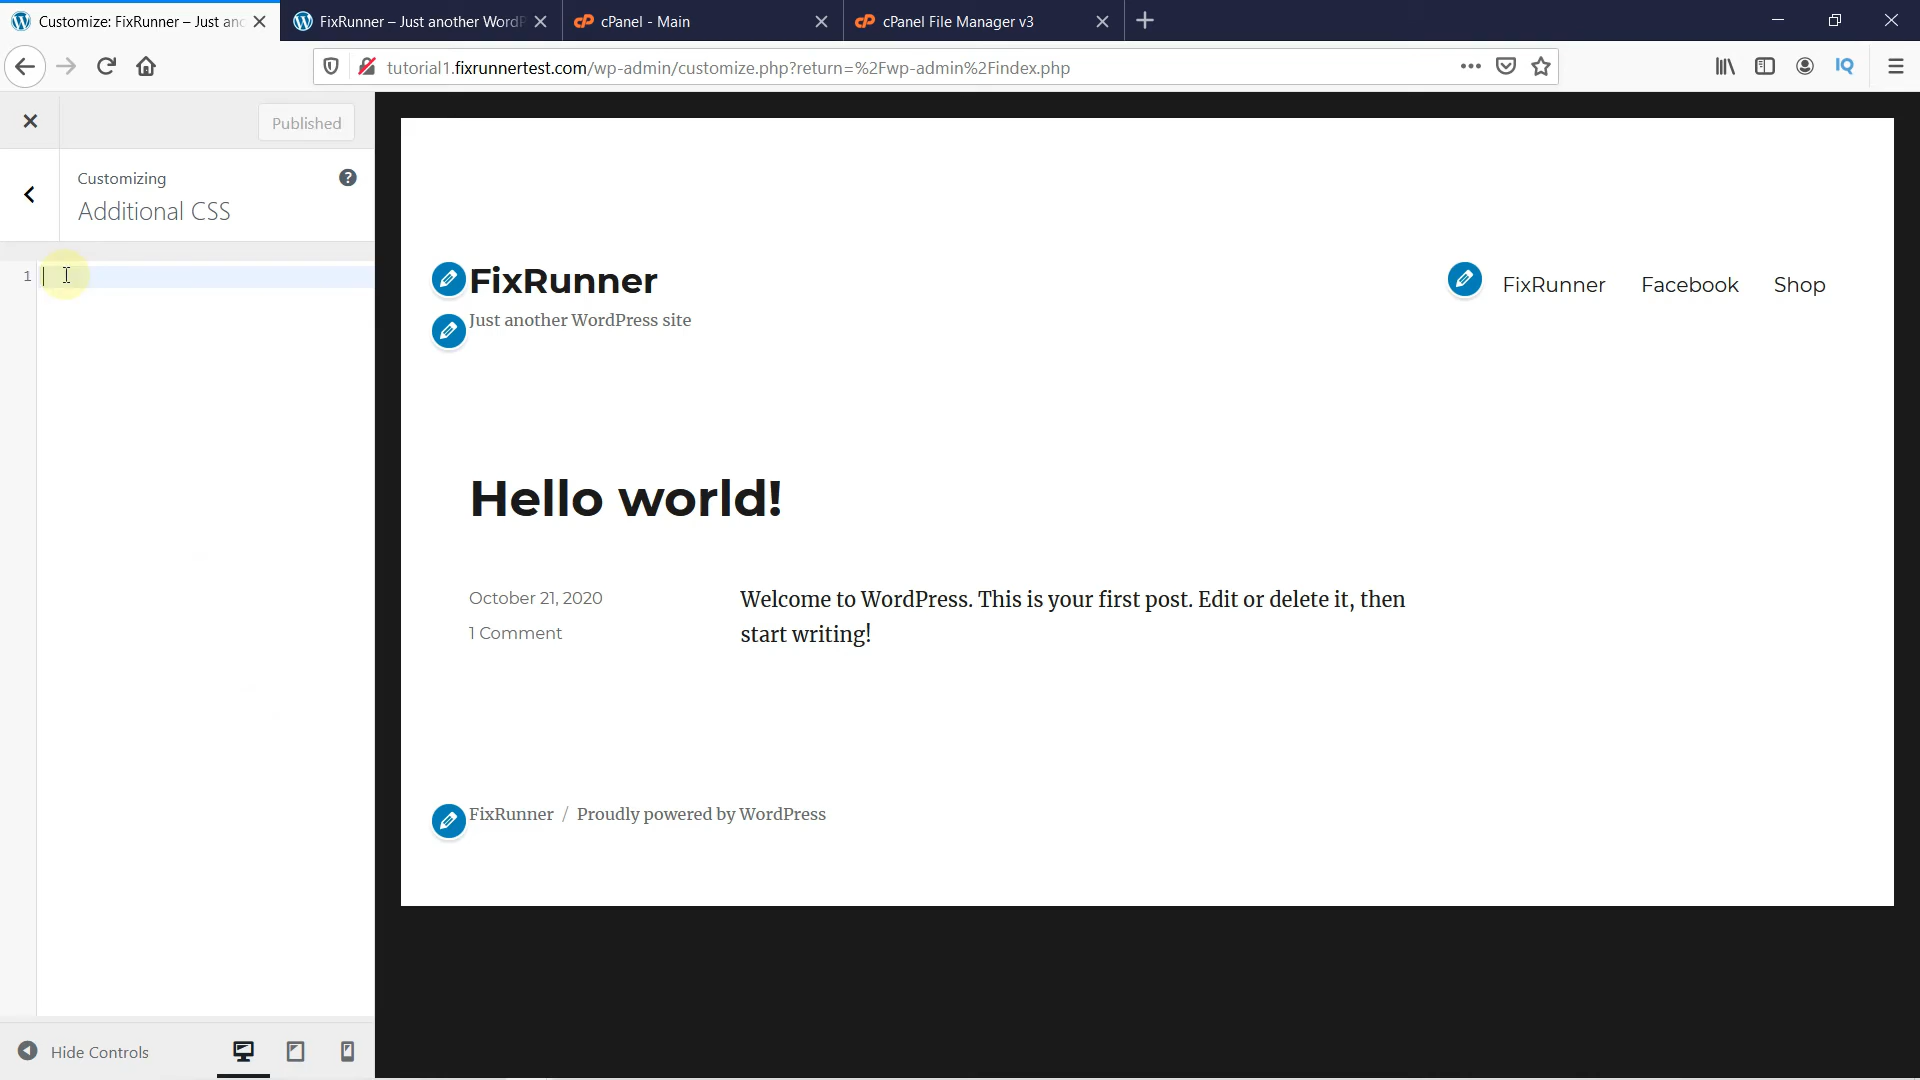 Customize: FixRunner – Just an
FixRunner – Just another WordP
cPanel - Main
cPanel File Manager v3
tutorial1.fixrunnertest.com/wp-admin/customize.php?return=%2Fwp-admin%2Findex.php
IQ
Published
Customizing
Additional CSS
1
FixRunner
Just another WordPress site
FixRunner
Facebook
Shop
Hello world!
October 21, 2020
1 Comment
Welcome to WordPress. This is your first post. Edit or delete it, then
start writing!
FixRunner / Proudly powered by WordPress
Hide Controls